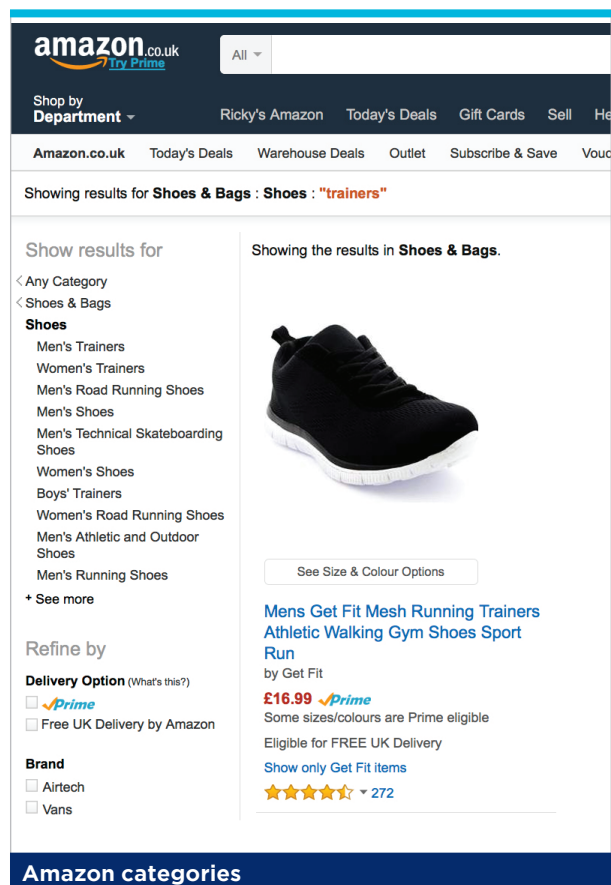 amazon.co.uk
Try Prime
All
Shop by
Department
Ricky's Amazon Today's Deals Gift Cards Sell
Amazon.co.uk Today's Deals Warehouse Deals Outlet Subscribe & Save
Showing results for Shoes & Bags : Shoes : "trainers"
Show results for
Any Category
Shoes & Bags
Shoes
Men's Trainers
Women's Trainers
Men's Road Running Shoes
Men's Shoes
Men's Technical Skateboarding
Shoes
Women's Shoes
Boys' Trainers
Women's Road Running Shoes
Men's Athletic and Outdoor
Shoes
Men's Running Shoes
+ See more
Refine by
Delivery Option (What's this?)
Prime
Free UK Delivery by Amazon
Brand
Airtech
Vans
Showing the results in Shoes & Bags.
See Size & Colour Options
Mens Get Fit Mesh Running Trainers
Athletic Walking Gym Shoes Sport
Run
by Get Fit
£16.99 Prime
Some sizes/colours are Prime eligible
Eligible for FREE UK Delivery
Show only Get Fit items
272
Amazon categories